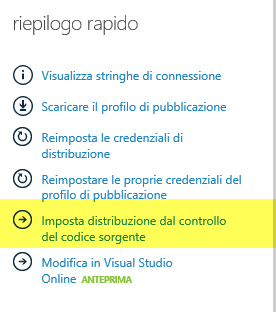 riepilogo rapido
Visualizza stringhe di connessione
Scaricare il profilo di pubblicazione
Reimposta le credenziali di
distribuzione
Reimpostare le proprie credenziali del
profilo di pubblicazione
Imposta distribuzione dal controllo
del codice sorgente
Modifica in Visual Studio
Online ANTEPRIMA